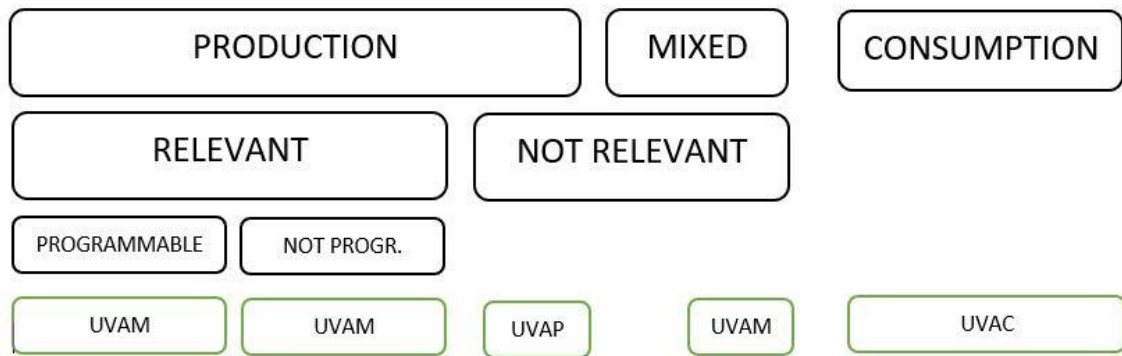 PRODUCTION MIXED CONSUMPTION
RELEVANT NOT RELEVANT
PROGRAMMABLE NOT PROGR.
UVAM UVAM UVAP UVAM UVAC